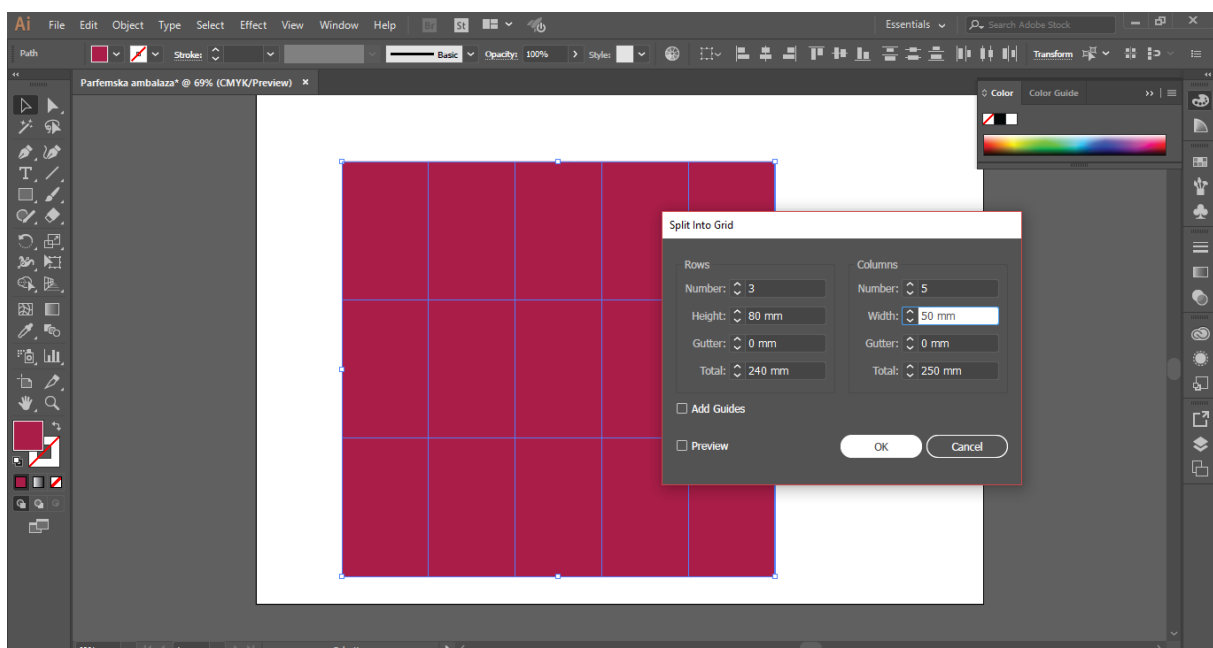 Ai File Edit Object Type Select Effect View Window Help Br St Essentials Search Adobe Stock
Path Stroke: Basic Opacity: 100% Style: Transform
Parfemska ambalaza* @ 69% (CMYK/Preview) ×
Color Color Guide
Split Into Grid
Rows Columns
Number: 3 Number: 5
Height: 80 mm Width: 50 mm
Gutter: 0 mm Gutter: 0 mm
Total: 240 mm Total: 250 mm
Add Guides
Preview OK Cancel